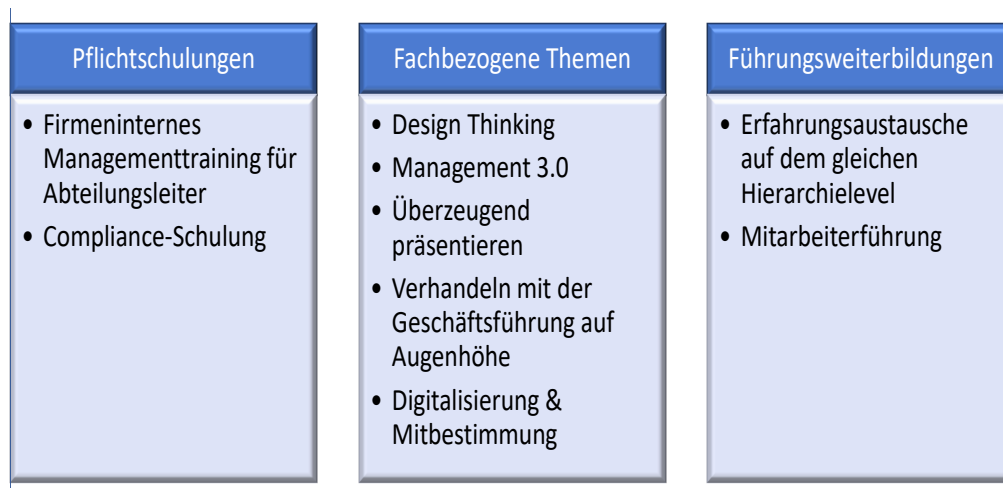 Pflichtschulungen
• Firmeninternes
Managementtraining für
Abteilungsleiter
• Compliance-Schulung
Fachbezogene Themen
• Design Thinking
• Management 3.0
• Überzeugend
präsentieren
• Verhandeln mit der
Geschäftsführung auf
Augenhöhe
• Digitalisierung &
Mitbestimmung
Führungsweiterbildungen
• Erfahrungsaustausche
auf dem gleichen
Hierarchielevel
• Mitarbeiterführung